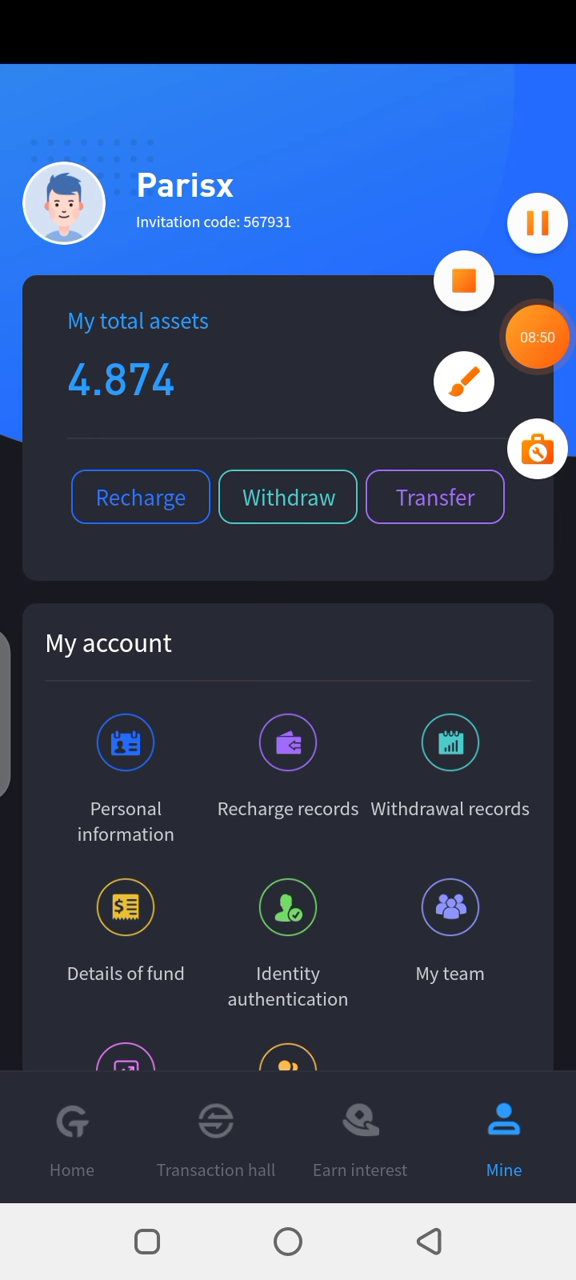 Parisx
Invitation code: 567931
My total assets
08:50
4.874
Recharge
Withdraw
Transfer
My account
Personal
information
Recharge records
Withdrawal records
Details of fund
Identity
authentication
My team
Home
Transaction hall
Earn interest
Mine